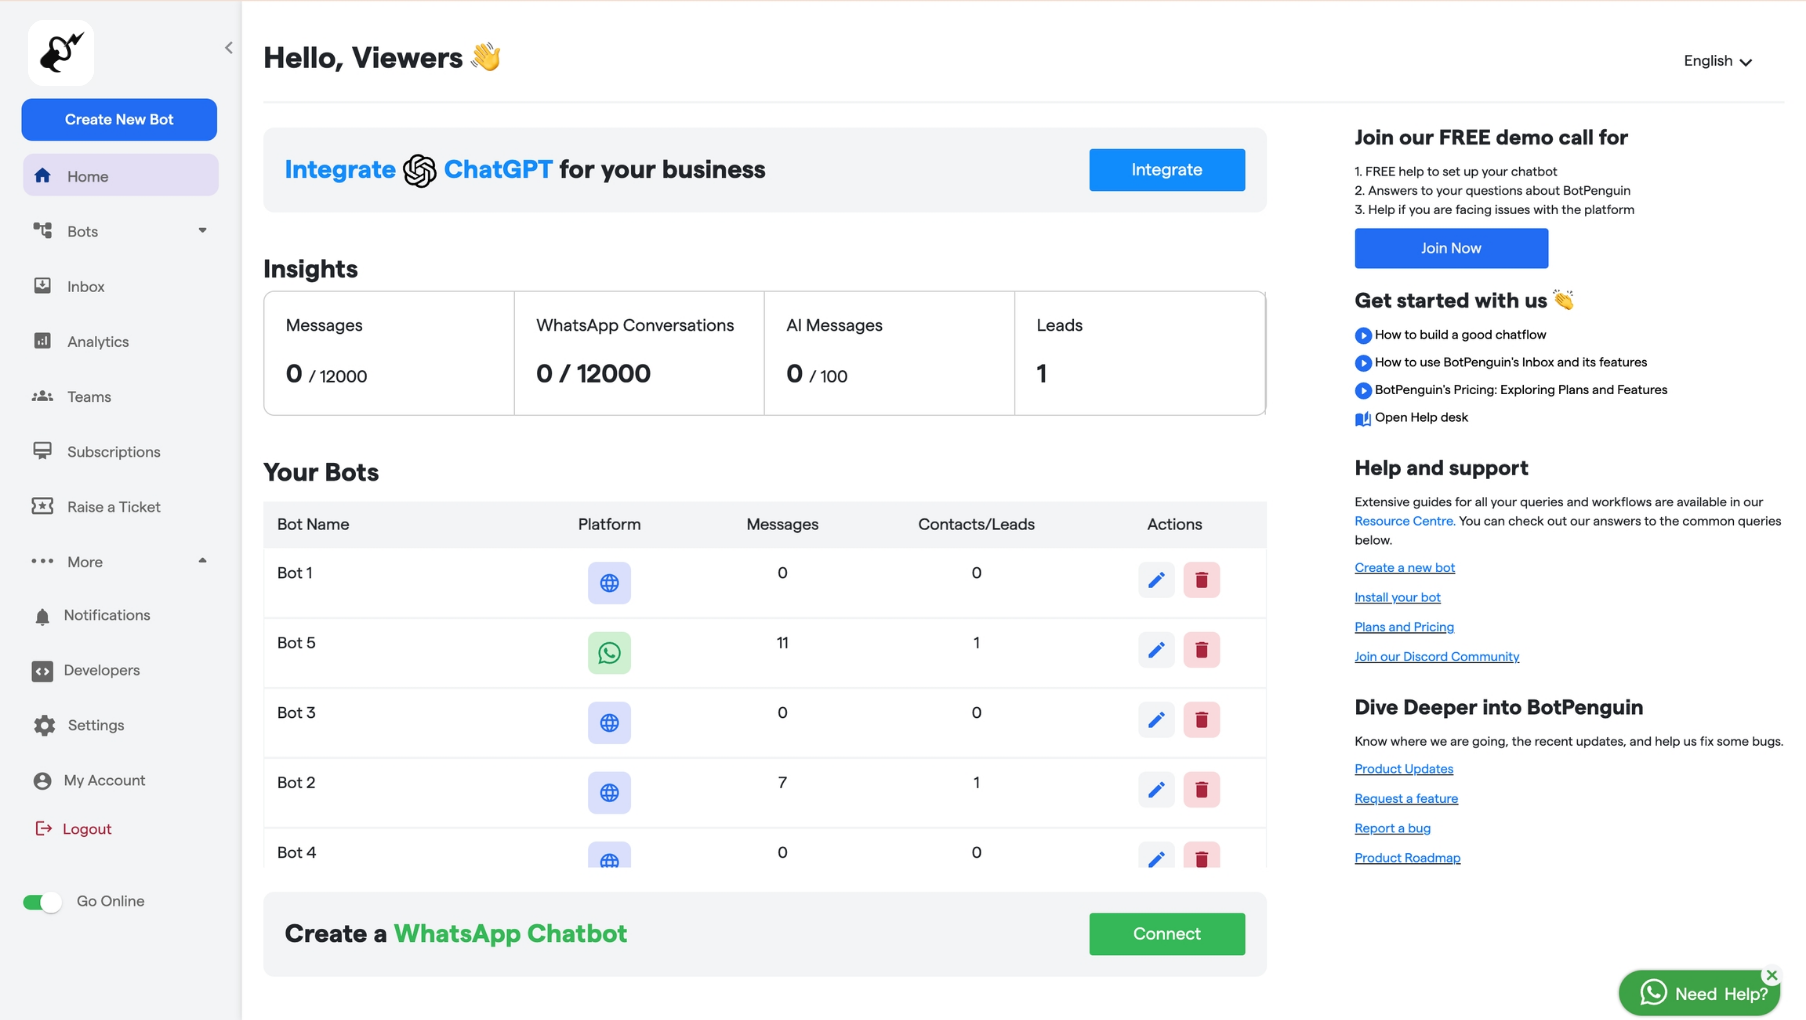 Create New Bot
Home
Bots
Inbox
Analytics
Teams
Subscriptions
Raise a Ticket
More
Notifications
Developers
Settings
My Account
Logout
Go Online
Hello, Viewers 👋
English
Integrate ChatGPT for your business
Integrate
Insights
Messages
0 / 12000
WhatsApp Conversations
0 / 12000
AI Messages
0 / 100
Leads
1
Your Bots
Bot Name Platform Messages Contacts/Leads Actions
Bot 1 0 0
Bot 5 11 1
Bot 3 0 0
Bot 2 7 1
Bot 4 0 0
Create a WhatsApp Chatbot
Connect
Join our FREE demo call for
1. FREE help to set up your chatbot
2. Answers to your questions about BotPenguin
3. Help if you are facing issues with the platform
Join Now
Get started with us 👏
How to build a good chatflow
How to use BotPenguin's Inbox and its features
BotPenguin's Pricing: Exploring Plans and Features
Open Help desk
Help and support
Extensive guides for all your queries and workflows are available in our
Resource Centre. You can check out our answers to the common queries
below.
Create a new bot
Install your bot
Plans and Pricing
Join our Discord Community
Dive Deeper into BotPenguin
Know where we are going, the recent updates, and help us fix some bugs.
Product Updates
Request a feature
Report a bug
Product Roadmap
Need Help?